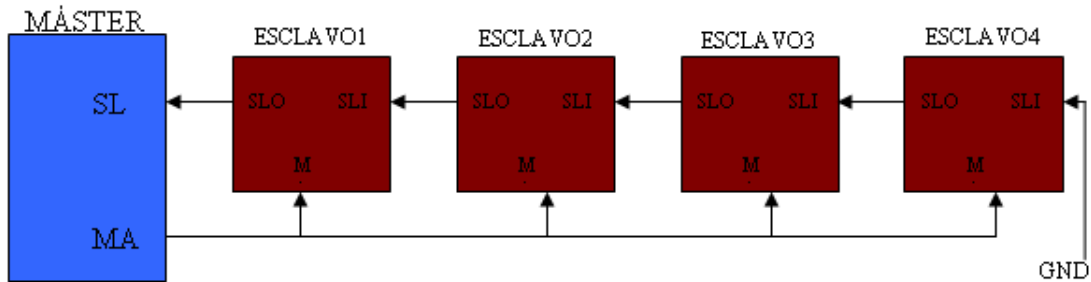 MÁSTER
ESCLAVO1
ESCLAVO2
ESCLAVO3
ESCLAVO4
SL
SLO SLI
SLO SLI
SLO SLI
SLO SLI
M
M
M
M
MA
GND